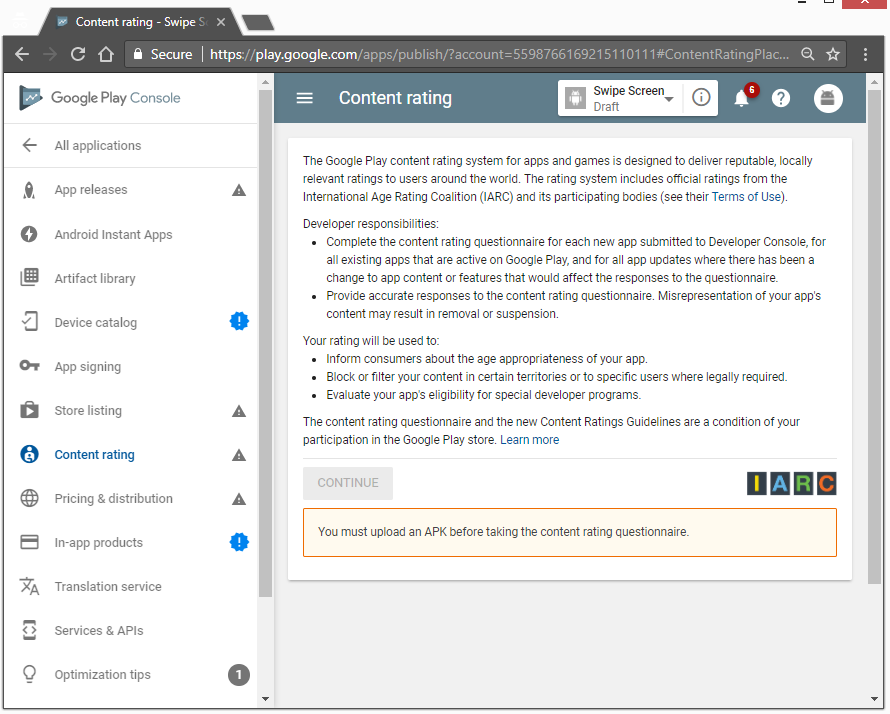 Content rating - Swipe S
Secure
https://play.google.com/apps/publish/?account=5598766169215110111#ContentRatingPlac...
Google Play Console
All applications
App releases
Android Instant Apps
Artifact library
Device catalog
App signing
Store listing
Content rating
Pricing & distribution
In-app products
Translation service
Services & APIs
Optimization tips
1
Content rating
Swipe Screen
Draft
6
The Google Play content rating system for apps and games is designed to deliver reputable, locally
relevant ratings to users around the world. The rating system includes official ratings from the
International Age Rating Coalition (IARC) and its participating bodies (see their Terms of Use).
Developer responsibilities:
• Complete the content rating questionnaire for each new app submitted to Developer Console, for
all existing apps that are active on Google Play, and for all app updates where there has been a
change to app content or features that would affect the responses to the questionnaire.
• Provide accurate responses to the content rating questionnaire. Misrepresentation of your app's
content may result in removal or suspension.
Your rating will be used to:
• Inform consumers about the age appropriateness of your app.
• Block or filter your content in certain territories or to specific users where legally required.
• Evaluate your app's eligibility for special developer programs.
The content rating questionnaire and the new Content Ratings Guidelines are a condition of your
participation in the Google Play store. Learn more
CONTINUE
IARC
You must upload an APK before taking the content rating questionnaire.